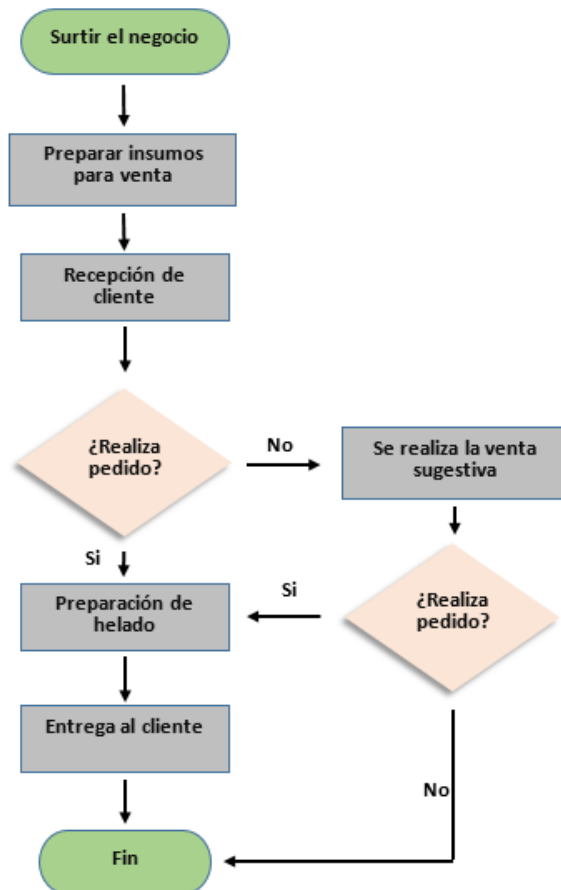 Surtir el negocio
Preparar insumos
para venta
Recepción de
cliente
¿Realiza
pedido?
No
Se realiza la venta
sugestiva
Si
Preparación de
helado
Si
¿Realiza
pedido?
Entrega al cliente
No
Fin